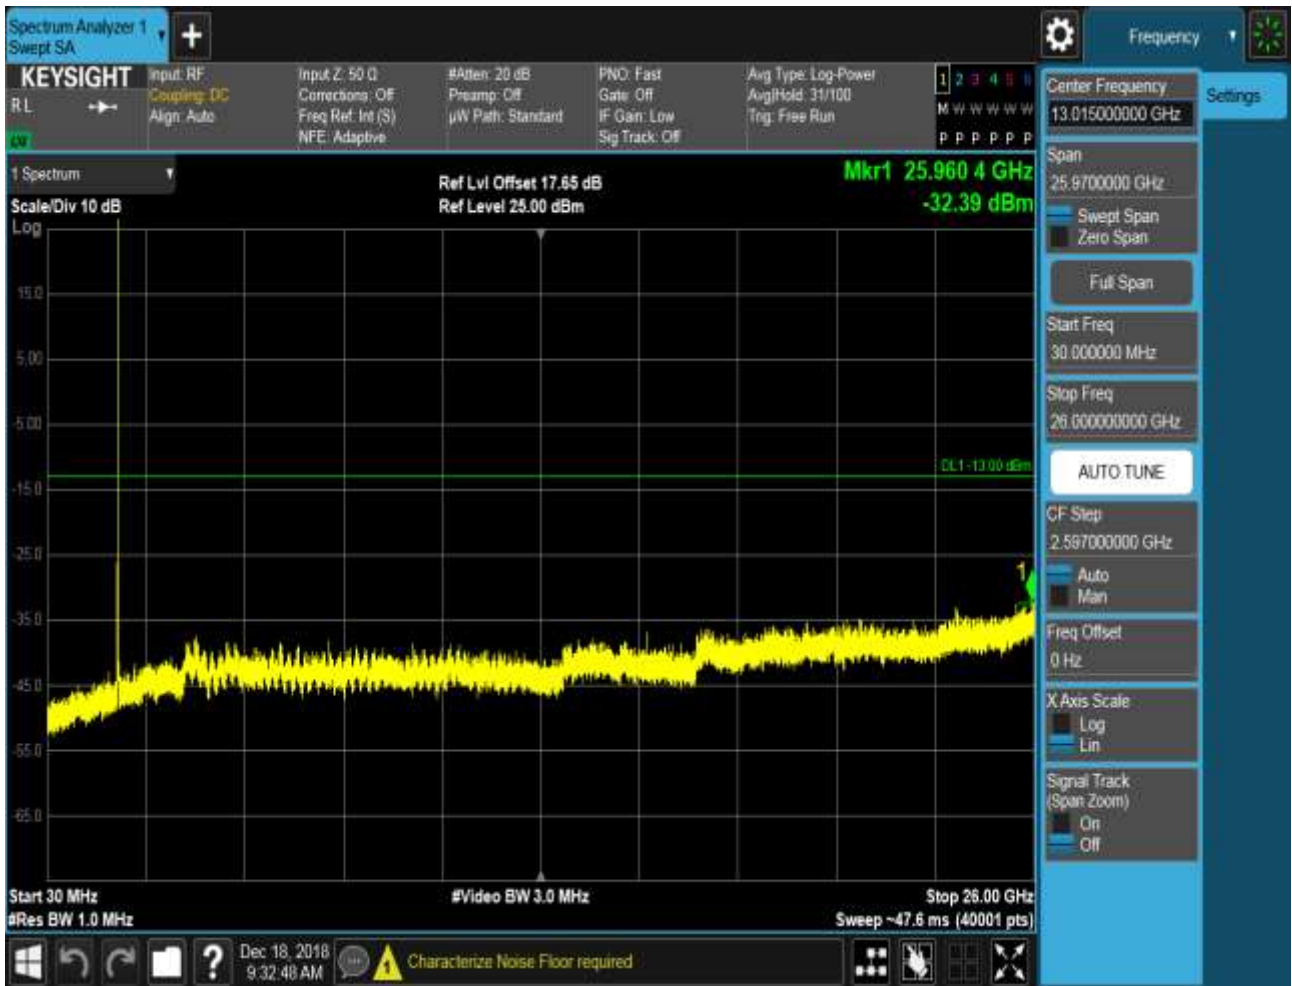 Spectrum Analyzer 1
Swept SA
+
Frequency
KEYSIGHT
RL
Input: RF
Coupling: DC
Align: Auto
Input Z: 50 Ω
Corrections: Off
Freq Ref: Int (S)
NFE: Adaptive
#Atten: 20 dB
Preamp: Off
µW Path: Standard
PNO: Fast
Gate: Off
IF Gain: Low
Sig Track: Off
Avg Type: Log-Power
Avg|Hold: 31/100
Trig: Free Run
1 2 3 4 5 6
M W W W W W
P P P P P P
1 Spectrum
Scale/Div 10 dB
Ref Lvl Offset 17.65 dB
Ref Level 25.00 dBm
Mkr1 25.960 4 GHz
-32.39 dBm
Log
15.0
5.00
-5.00
-15.0
-25.0
-35.0
-45.0
-55.0
-65.0
DL1 -13.00 dBm
1
Start 30 MHz
#Res BW 1.0 MHz
#Video BW 3.0 MHz
Stop 26.00 GHz
Sweep ~47.6 ms (40001 pts)
Center Frequency
13.015000000 GHz
Settings
Span
25.9700000 GHz
Swept Span
Zero Span
Full Span
Start Freq
30.000000 MHz
Stop Freq
26.000000000 GHz
AUTO TUNE
CF Step
2.597000000 GHz
Auto
Man
Freq Offset
0 Hz
X Axis Scale
Log
Lin
Signal Track
(Span Zoom)
On
Off
?
Dec 18, 2018
9:32:48 AM
1
Characterize Noise Floor required